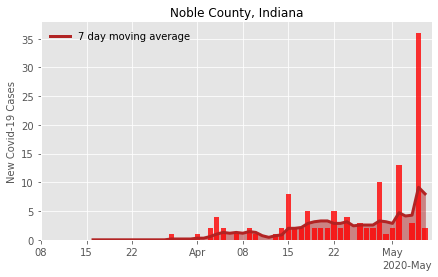 Noble County, Indiana
7 day moving average
New Covid-19 Cases
35
30
25
20
15
10
5
0
08 15 22 Apr 08 15 22 May
2020-May